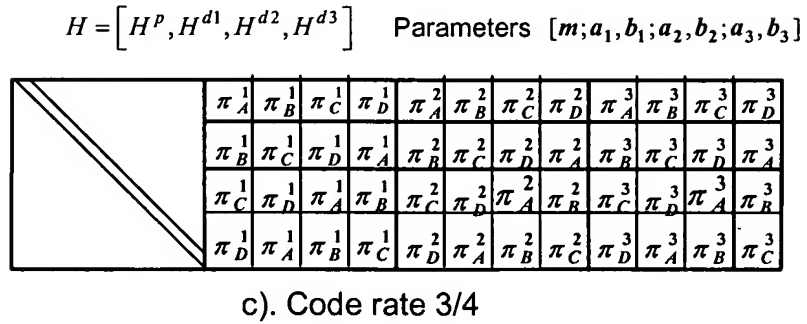 H = [H^p, H^{d1}, H^{d2}, H^{d3}] Parameters [m; a_1, b_1; a_2, b_2; a_3, b_3]
π_A^1 π_B^1 π_C^1 π_D^1 π_A^2 π_B^2 π_C^2 π_D^2 π_A^3 π_B^3 π_C^3 π_D^3
π_B^1 π_C^1 π_D^1 π_A^1 π_B^2 π_C^2 π_D^2 π_A^2 π_B^3 π_C^3 π_D^3 π_A^3
π_C^1 π_D^1 π_A^1 π_B^1 π_C^2 π_D^2 π_A^2 π_B^2 π_C^3 π_D^3 π_A^3 π_B^3
π_D^1 π_A^1 π_B^1 π_C^1 π_D^2 π_A^2 π_B^2 π_C^2 π_D^3 π_A^3 π_B^3 π_C^3
c). Code rate 3/4